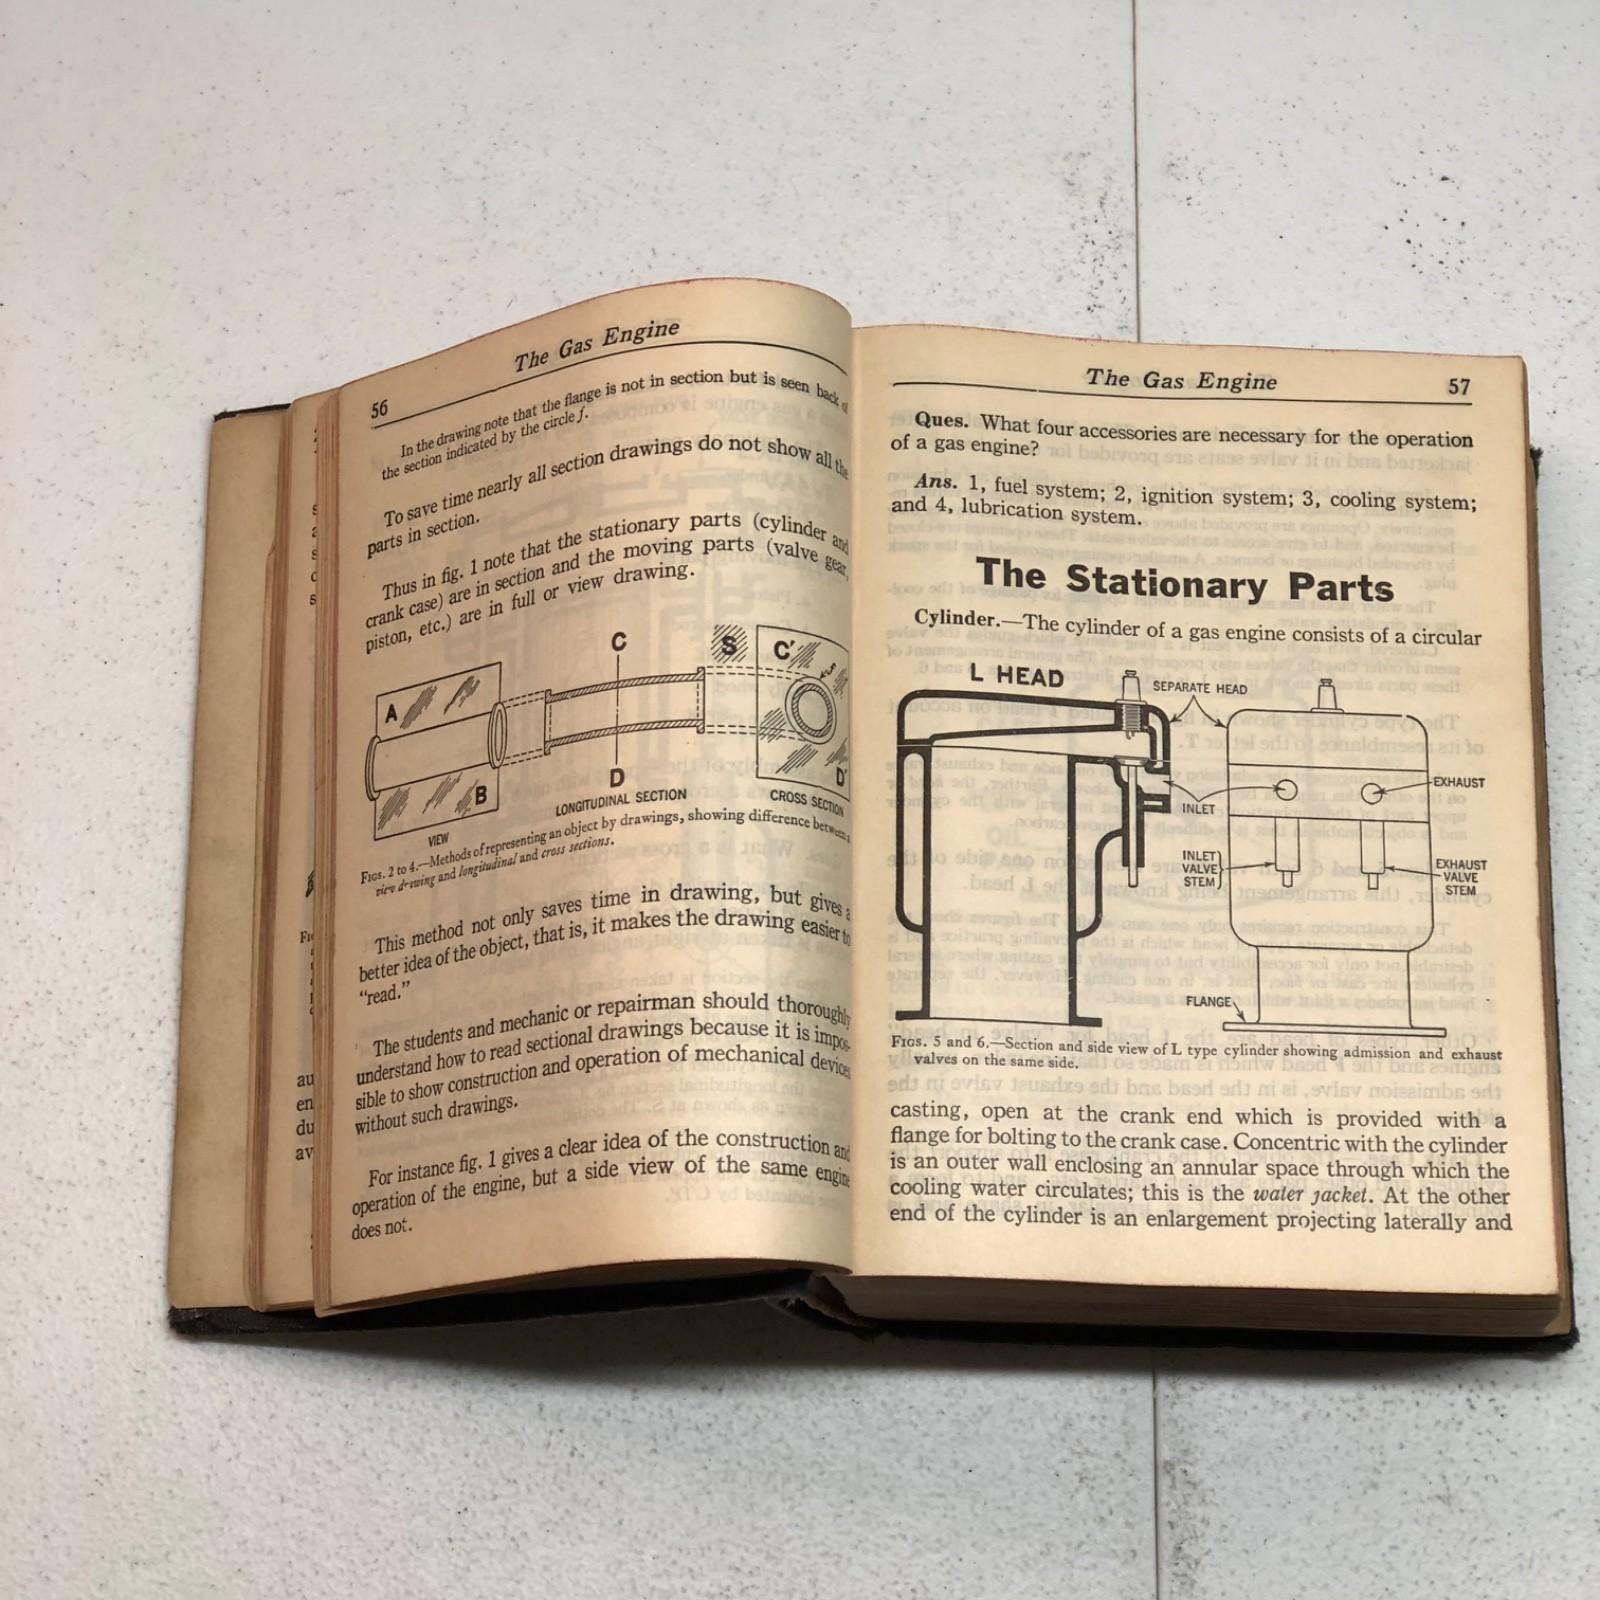 The Gas Engine
56
In the drawing note that the flange is not in section but is seen back of
the section indicated by the circle f.
To save time nearly all section drawings do not show all the
parts in section.
Thus in fig. 1 note that the stationary parts (cylinder and
crank case) are in section and the moving parts (valve gear,
piston, etc.) are in full or view drawing.
A
B
VIEW
C
D
LONGITUDINAL SECTION
S
C′
f
D′
CROSS SECTION
FIGS. 2 to 4.—Methods of representing an object by drawings, showing difference between a
view drawing and longitudinal and cross sections.
This method not only saves time in drawing, but gives a
better idea of the object, that is, it makes the drawing easier to
“read.”
The students and mechanic or repairman should thoroughly
understand how to read sectional drawings because it is impos-
sible to show construction and operation of mechanical devices
without such drawings.
For instance fig. 1 gives a clear idea of the construction and
operation of the engine, but a side view of the same engine
does not.
au
en
du
av
The Gas Engine
57
Ques. What four accessories are necessary for the operation
of a gas engine?
Ans. 1, fuel system; 2, ignition system; 3, cooling system;
and 4, lubrication system.
The Stationary Parts
Cylinder.—The cylinder of a gas engine consists of a circular
L HEAD
SEPARATE HEAD
INLET
EXHAUST
INLET
VALVE
STEM
EXHAUST
VALVE
STEM
FLANGE
FIGS. 5 and 6.—Section and side view of L type cylinder showing admission and exhaust
valves on the same side.
casting, open at the crank end which is provided with a
flange for bolting to the crank case. Concentric with the cylinder
is an outer wall enclosing an annular space through which the
cooling water circulates; this is the water jacket. At the other
end of the cylinder is an enlargement projecting laterally and